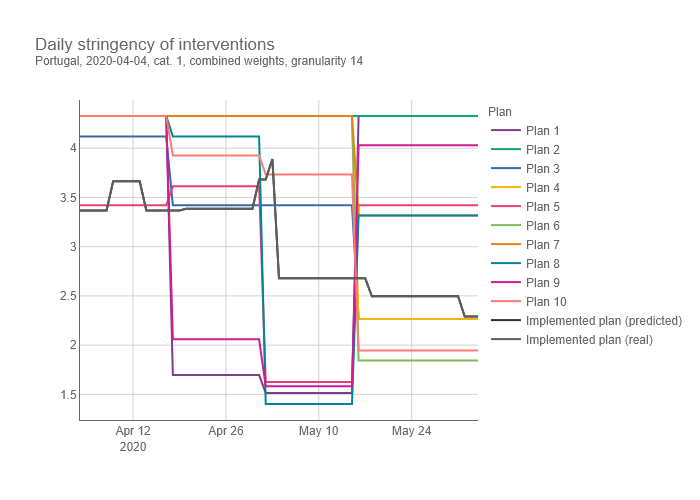 Daily stringency of interventions
Portugal, 2020-04-04, cat. 1, combined weights, granularity 14
Plan
Plan 1
Plan 2
Plan 3
Plan 4
Plan 5
Plan 6
Plan 7
Plan 8
Plan 9
Plan 10
Implemented plan (predicted)
Implemented plan (real)
4
3.5
3
2.5
2
1.5
Apr 12
2020
Apr 26
May 10
May 24